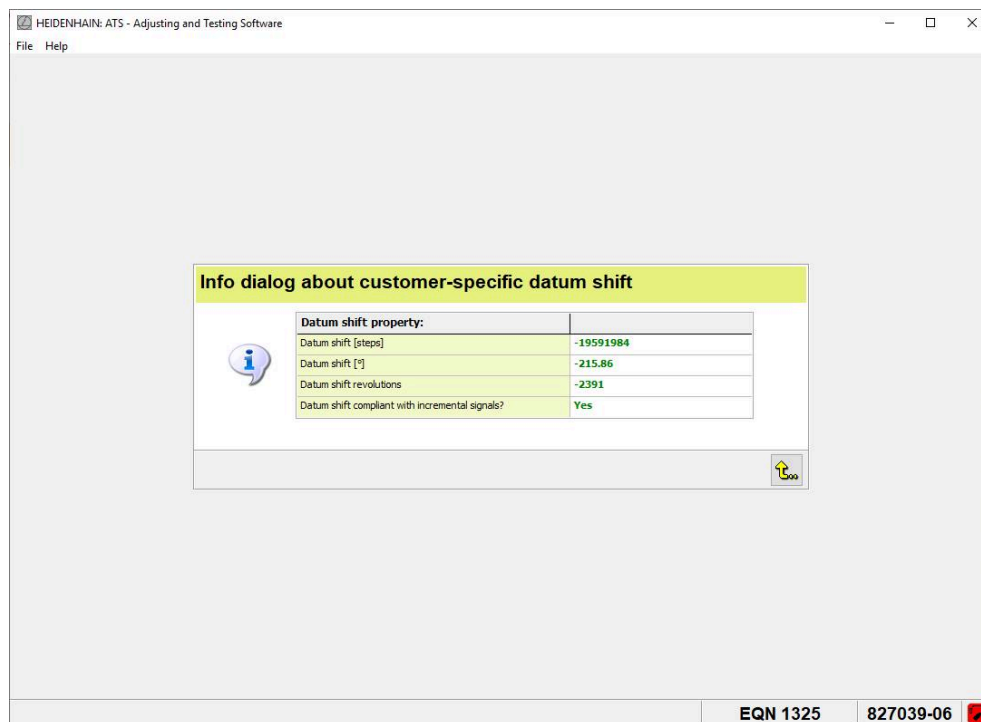 HEIDENHAIN: ATS - Adjusting and Testing Software
File Help
Info dialog about customer-specific datum shift
Datum shift property:
Datum shift [steps] -19591984
Datum shift [°] -215.86
Datum shift revolutions -2391
Datum shift compliant with incremental signals? Yes
EQN 1325 827039-06